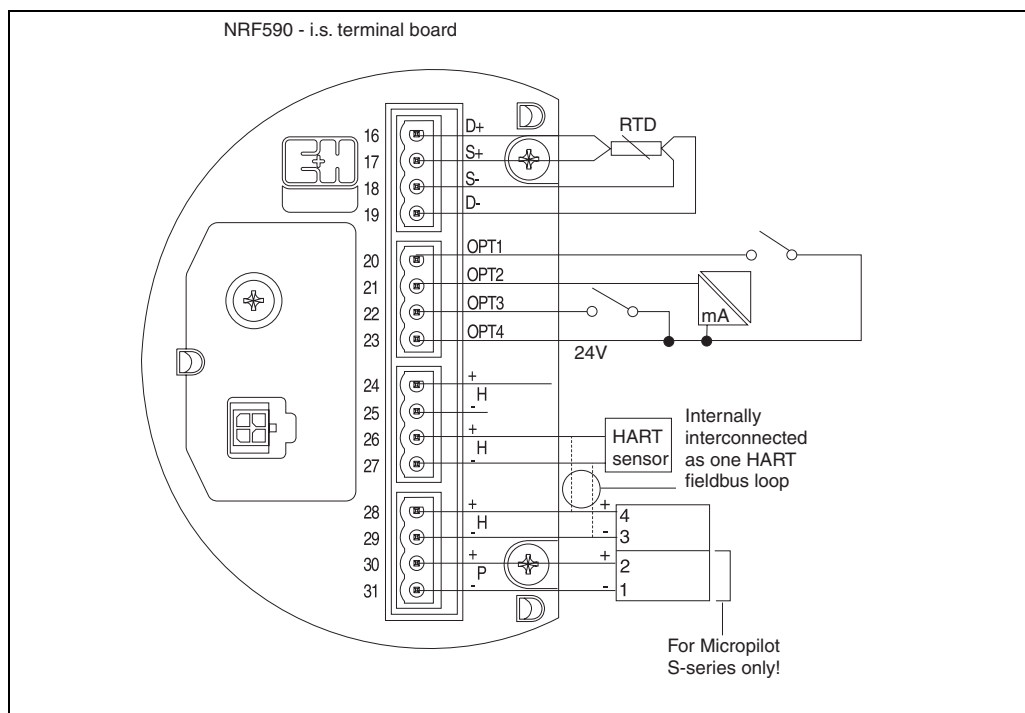 NRF590 - i.s. terminal board
16 D+
17 S+
18 S-
19 D-
RTD
20 OPT1
21 OPT2
22 OPT3
23 OPT4
24V
mA
24 +
H
25 -
26 +
H
27 -
HART
sensor
Internally
interconnected
as one HART
fieldbus loop
28 + + 4
H
29 - - 3
30 + + 2
P
31 - - 1
For Micropilot
S-series only!